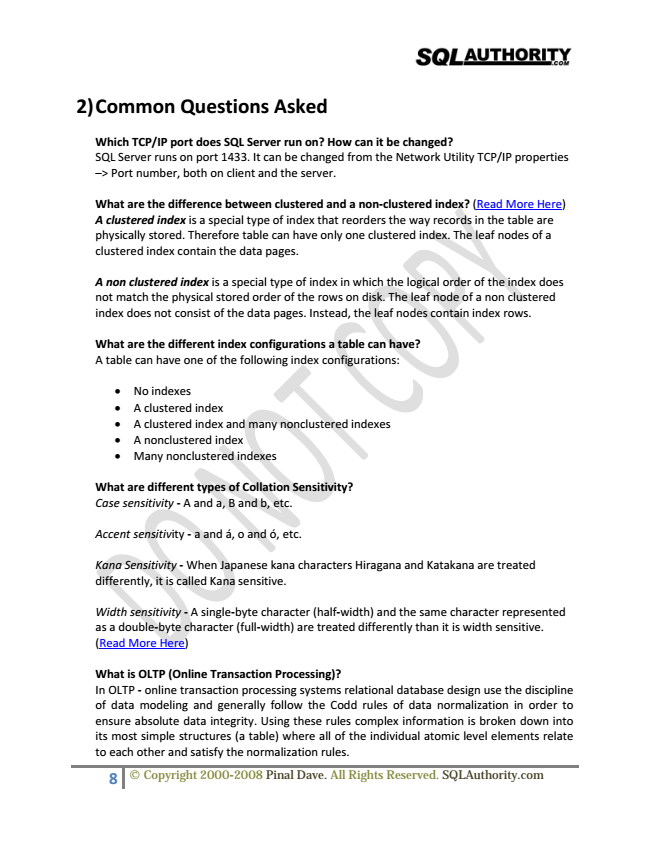 SQLAUTHORITY
.COM
2) Common Questions Asked
Which TCP/IP port does SQL Server run on? How can it be changed?
SQL Server runs on port 1433. It can be changed from the Network Utility TCP/IP properties
–> Port number, both on client and the server.
What are the difference between clustered and a non-clustered index? (Read More Here)
A clustered index is a special type of index that reorders the way records in the table are
physically stored. Therefore table can have only one clustered index. The leaf nodes of a
clustered index contain the data pages.
A non clustered index is a special type of index in which the logical order of the index does
not match the physical stored order of the rows on disk. The leaf node of a non clustered
index does not consist of the data pages. Instead, the leaf nodes contain index rows.
What are the different index configurations a table can have?
A table can have one of the following index configurations:
• No indexes
• A clustered index
• A clustered index and many nonclustered indexes
• A nonclustered index
• Many nonclustered indexes
What are different types of Collation Sensitivity?
Case sensitivity - A and a, B and b, etc.
Accent sensitivity - a and á, o and ó, etc.
Kana Sensitivity - When Japanese kana characters Hiragana and Katakana are treated
differently, it is called Kana sensitive.
Width sensitivity - A single-byte character (half-width) and the same character represented
as a double-byte character (full-width) are treated differently than it is width sensitive.
(Read More Here)
What is OLTP (Online Transaction Processing)?
In OLTP - online transaction processing systems relational database design use the discipline
of data modeling and generally follow the Codd rules of data normalization in order to
ensure absolute data integrity. Using these rules complex information is broken down into
its most simple structures (a table) where all of the individual atomic level elements relate
to each other and satisfy the normalization rules.
DO NOT COPY
8 © Copyright 2000-2008 Pinal Dave. All Rights Reserved. SQLAuthority.com